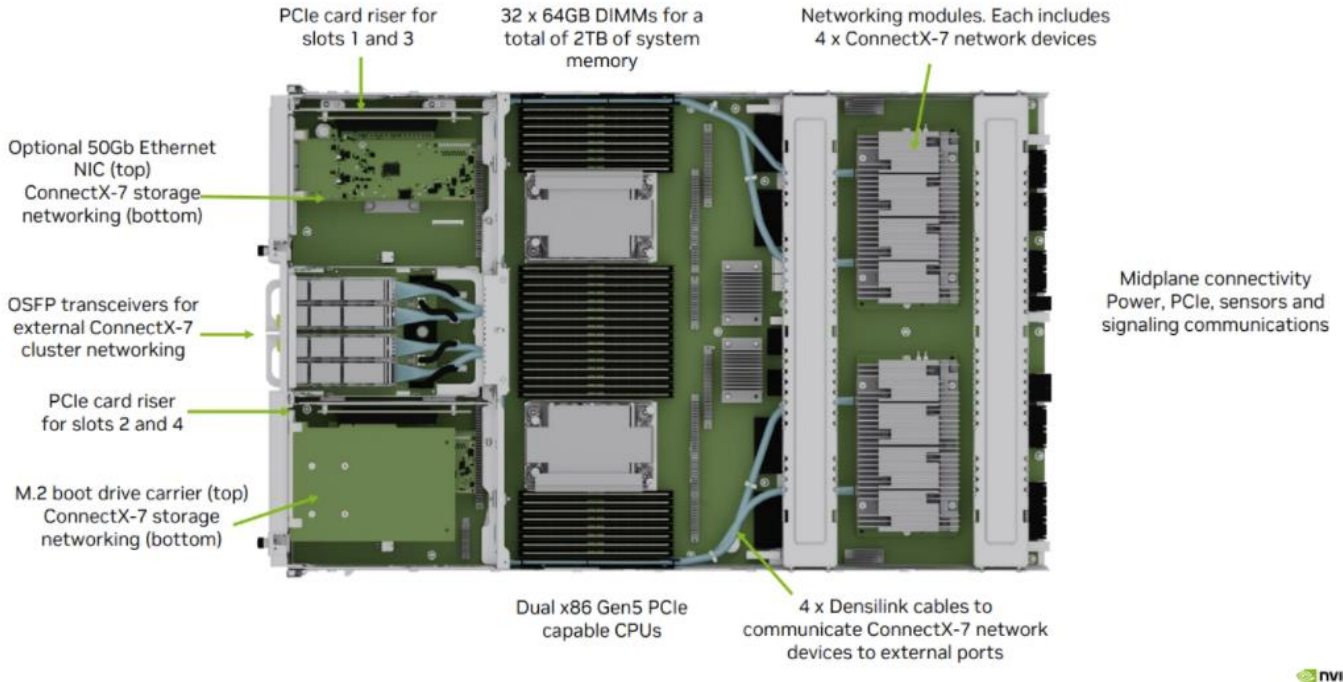 PCIe card riser for
slots 1 and 3
32 x 64GB DIMMs for a
total of 2TB of system
memory
Networking modules. Each includes
4 x ConnectX-7 network devices
Optional 50Gb Ethernet
NIC (top)
ConnectX-7 storage
networking (bottom)
OSFP transceivers for
external ConnectX-7
cluster networking
PCIe card riser
for slots 2 and 4
M.2 boot drive carrier (top)
ConnectX-7 storage
networking (bottom)
Midplane connectivity
Power, PCIe, sensors and
signaling communications
Dual x86 Gen5 PCIe
capable CPUs
4 x Densilink cables to
communicate ConnectX-7 network
devices to external ports